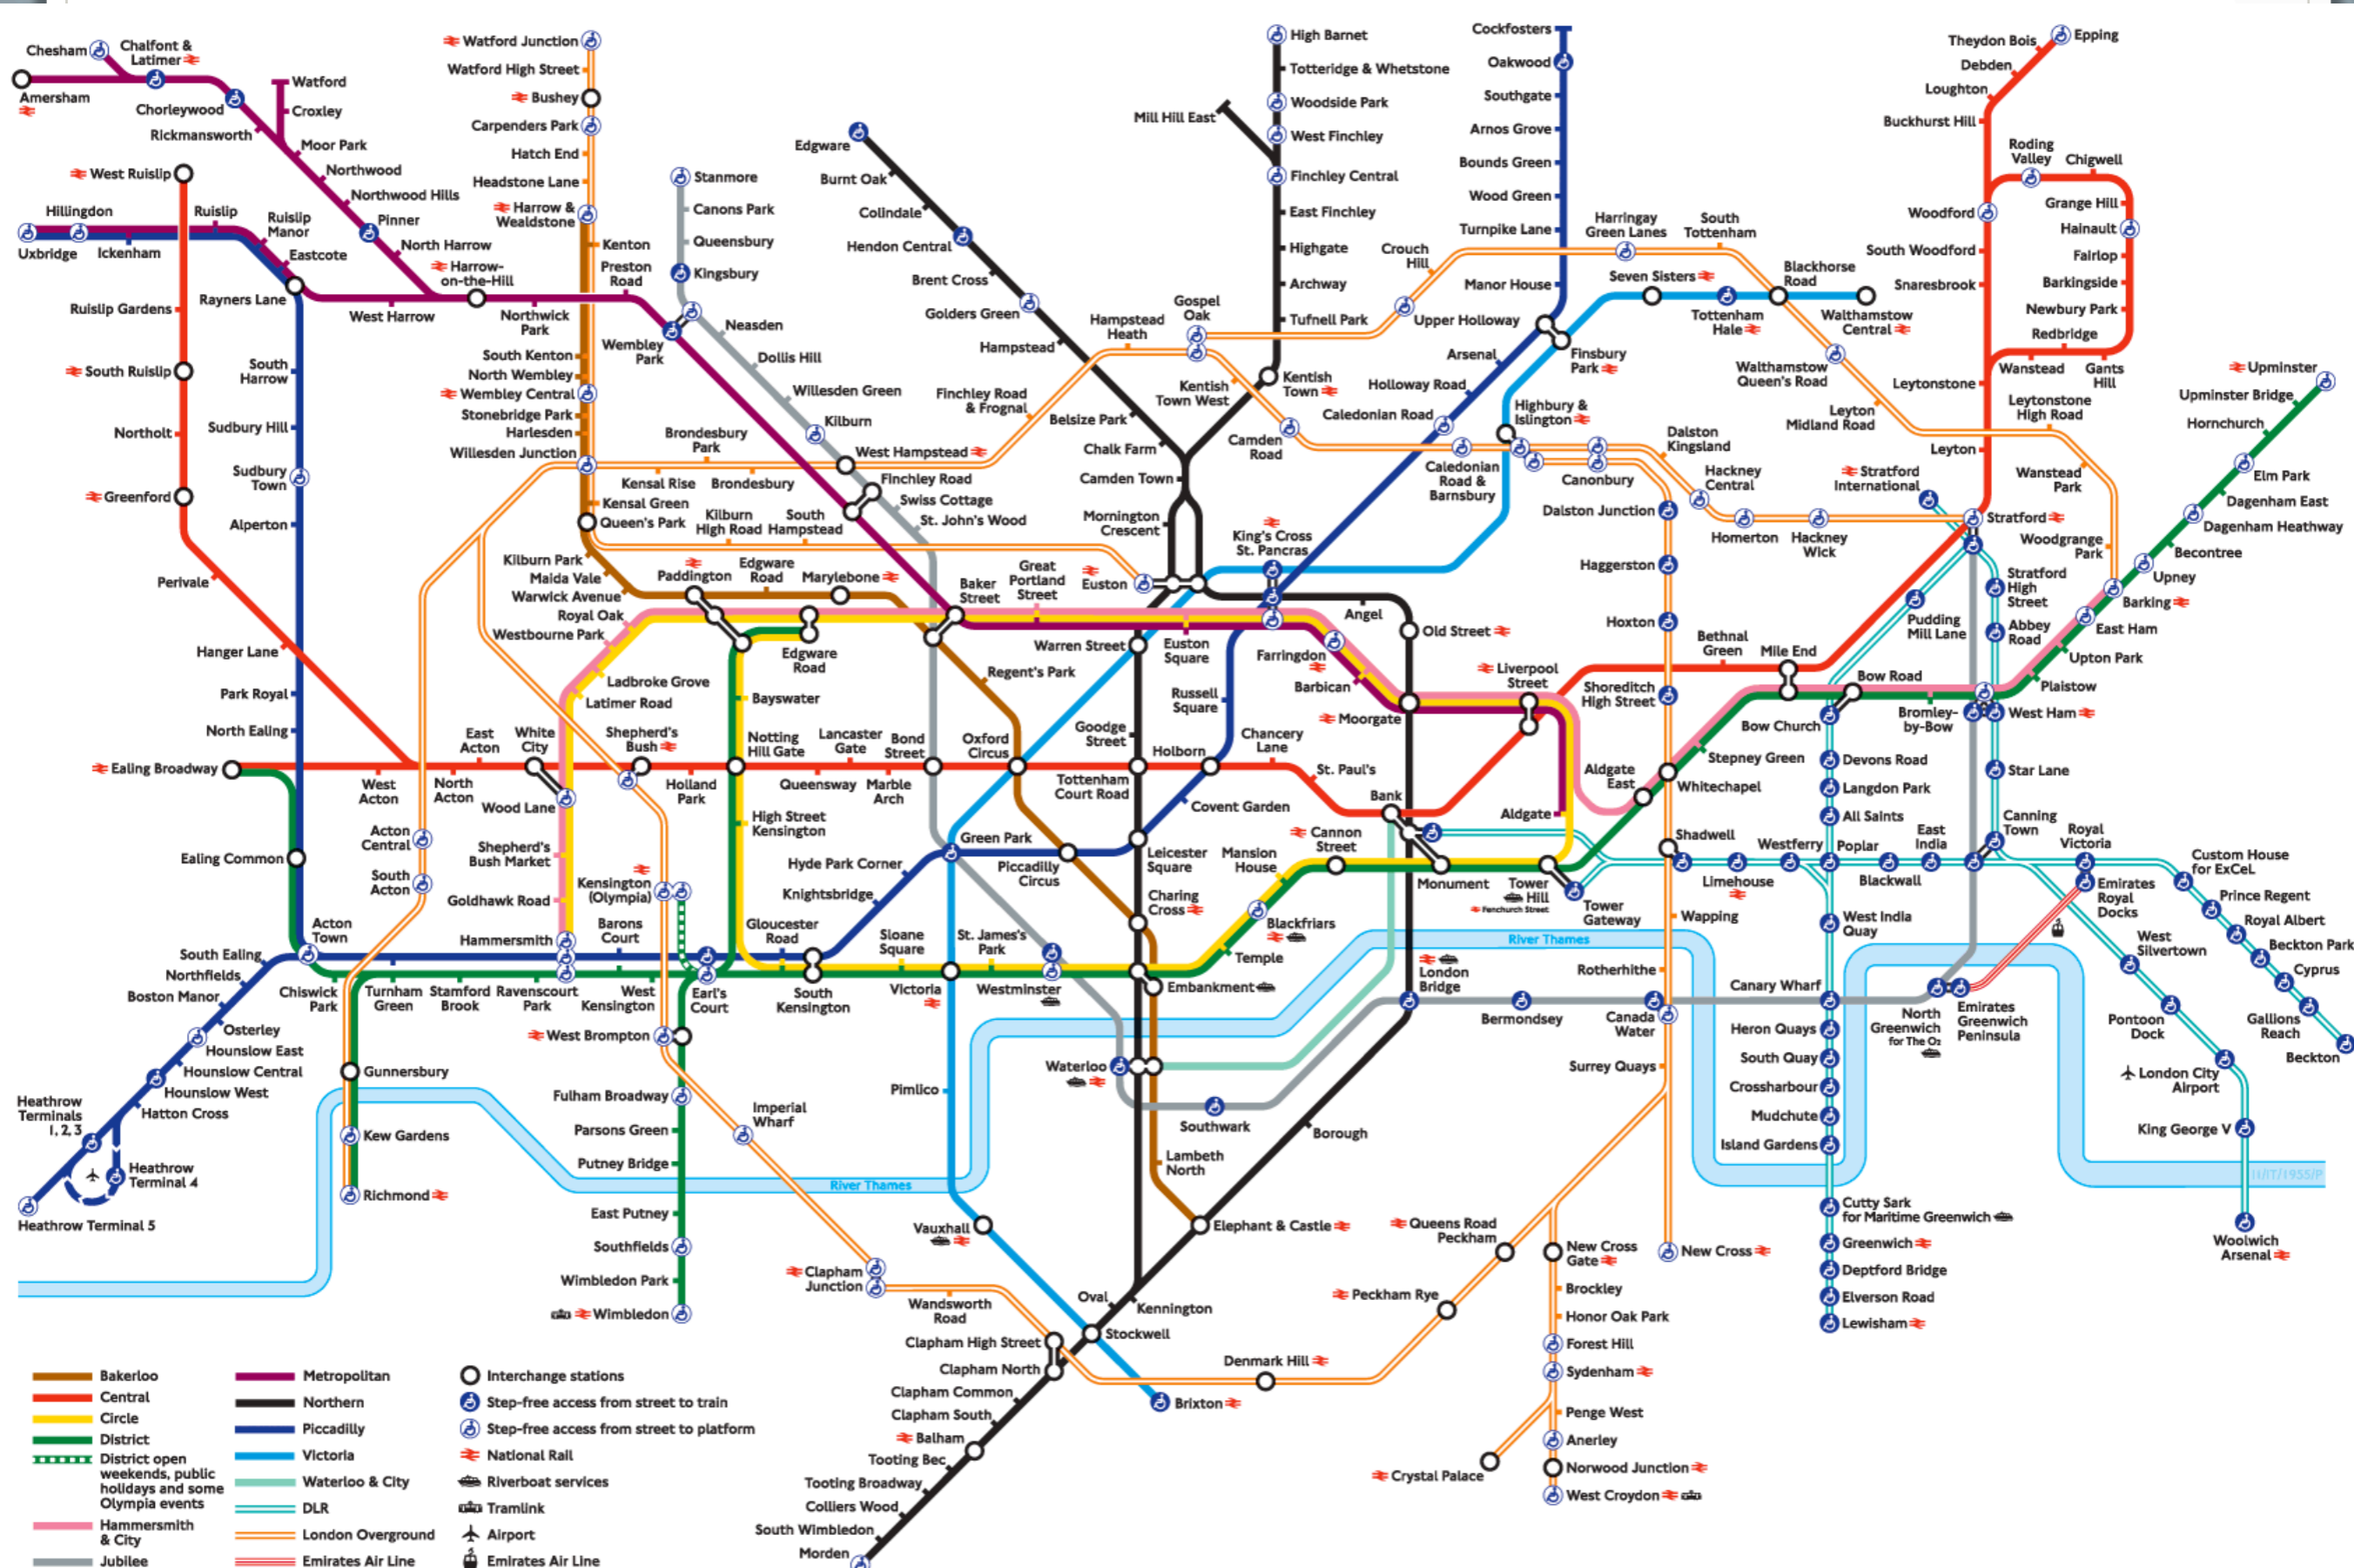 Chesham
Chalfont &
Latimer
Amersham
Chorleywood
Rickmansworth
Watford
Croxley
Moor Park
Northwood
Northwood Hills
Pinner
North Harrow
Harrow-
on-the-Hill
West Ruislip
Hillingdon
Ruislip
Ruislip
Manor
Eastcote
Uxbridge
Ickenham
Rayners Lane
West Harrow
Northwick
Park
Preston
Road
Ruislip Gardens
South Ruislip
Northolt
Greenford
Perivale
Hanger Lane
South
Harrow
Sudbury Hill
Sudbury
Town
Alperton
Park Royal
North Ealing
Ealing Broadway
Ealing Common
West
Acton
North
Acton
East
Acton
White
City
Shepherd's
Bush
Holland
Park
Notting
Hill Gate
Queensway
Lancaster
Gate
Marble
Arch
Bond
Street
Oxford
Circus
Tottenham
Court Road
Holborn
Chancery
Lane
St. Paul's
Bank
Watford Junction
Watford High Street
Bushey
Carpenders Park
Hatch End
Headstone Lane
Harrow &
Wealdstone
Kenton
South Kenton
North Wembley
Wembley Central
Stonebridge Park
Harlesden
Willesden Junction
Kensal Green
Queen's Park
Kilburn Park
Maida Vale
Warwick Avenue
Royal Oak
Westbourne Park
Paddington
Edgware
Road
Marylebone
Baker
Street
Great
Portland
Street
Ladbroke Grove
Latimer Road
Wood Lane
Shepherd's
Bush Market
Goldhawk Road
Hammersmith
Stanmore
Canons Park
Queensbury
Kingsbury
Wembley
Park
Neasden
Dollis Hill
Willesden Green
Kilburn
West Hampstead
Finchley Road
Swiss Cottage
St. John's Wood
Brondesbury
Park
Kensal Rise
Brondesbury
Kilburn
High Road
South
Hampstead
Finchley Road
& Frognal
Hampstead
Heath
Gospel
Oak
Kentish
Town West
Camden
Road
Edgware
Burnt Oak
Colindale
Hendon Central
Brent Cross
Golders Green
Hampstead
Belsize Park
Chalk Farm
Camden Town
Mornington
Crescent
Euston
Mill Hill East
High Barnet
Totteridge & Whetstone
Woodside Park
West Finchley
Finchley Central
East Finchley
Highgate
Archway
Tufnell Park
Kentish
Town
Cockfosters
Oakwood
Southgate
Arnos Grove
Bounds Green
Wood Green
Turnpike Lane
Manor House
Finsbury
Park
Arsenal
Holloway Road
Caledonian Road
Upper Holloway
Crouch
Hill
Harringay
Green Lanes
South
Tottenham
Seven Sisters
Tottenham
Hale
Blackhorse
Road
Walthamstow
Central
Walthamstow
Queen's Road
Leyton
Midland Road
Leytonstone
High Road
Wanstead
Park
Woodgrange
Park
Highbury &
Islington
Caledonian
Road &
Barnsbury
Canonbury
Dalston
Kingsland
Hackney
Central
Homerton
Hackney
Wick
Stratford
International
Stratford
Dalston Junction
Haggerston
Hoxton
Shoreditch
High Street
Epping
Theydon Bois
Debden
Loughton
Buckhurst Hill
Roding
Valley
Chigwell
Grange Hill
Hainault
Fairlop
Barkingside
Newbury Park
Redbridge
Gants
Hill
Wanstead
Woodford
South Woodford
Snaresbrook
Leytonstone
Leyton
Upminster
Upminster Bridge
Hornchurch
Elm Park
Dagenham East
Dagenham Heathway
Becontree
Upney
Barking
East Ham
Upton Park
Plaistow
West Ham
Bromley-
by-Bow
Bow Road
Mile End
Bethnal
Green
Stepney Green
Whitechapel
Aldgate
East
Aldgate
Liverpool
Street
Moorgate
Old Street
Angel
King's Cross
St. Pancras
Farringdon
Barbican
Euston
Square
Warren Street
Regent's Park
Goodge
Street
Russell
Square
Covent Garden
Leicester
Square
Piccadilly
Circus
Green Park
Hyde Park Corner
Knightsbridge
Edgware
Road
Bayswater
High Street
Kensington
Gloucester
Road
South
Kensington
Sloane
Square
Victoria
St. James's
Park
Westminster
Embankment
Charing
Cross
Temple
Blackfriars
Mansion
House
Cannon
Street
Monument
Tower
Hill
Fenchurch Street
Tower
Gateway
Shadwell
Limehouse
Westferry
Poplar
Blackwall
East
India
Canning
Town
Royal
Victoria
Custom House
for ExCeL
Prince Regent
Royal Albert
Beckton Park
Cyprus
Gallions
Reach
Beckton
Emirates
Royal
Docks
West
Silvertown
Pontoon
Dock
London City
Airport
King George V
Woolwich
Arsenal
Pudding
Mill Lane
Stratford
High
Street
Abbey
Road
Star Lane
Bow Church
Devons Road
Langdon Park
All Saints
West India
Quay
Canary Wharf
Heron Quays
South Quay
Crossharbour
Mudchute
Island Gardens
Cutty Sark
for Maritime Greenwich
Greenwich
Deptford Bridge
Elverson Road
Lewisham
North
Greenwich
for The O2
Emirates
Greenwich
Peninsula
Wapping
Rotherhithe
Canada
Water
Surrey Quays
Bermondsey
London
Bridge
Southwark
Waterloo
Borough
Lambeth
North
Elephant & Castle
Kennington
Oval
Stockwell
Pimlico
Vauxhall
Brixton
Clapham High Street
Clapham North
Clapham Common
Clapham South
Balham
Tooting Bec
Tooting Broadway
Colliers Wood
South Wimbledon
Morden
Wandsworth
Road
Clapham
Junction
Denmark Hill
Peckham Rye
Queens Road
Peckham
New Cross
Gate
Brockley
Honor Oak Park
Forest Hill
Sydenham
Penge West
Anerley
Norwood Junction
West Croydon
Crystal Palace
New Cross
Acton
Central
South
Acton
Acton
Town
South Ealing
Northfields
Boston Manor
Osterley
Hounslow East
Hounslow Central
Hounslow West
Hatton Cross
Heathrow
Terminals
1, 2, 3
Heathrow
Terminal 4
Heathrow Terminal 5
Chiswick
Park
Turnham
Green
Stamford
Brook
Ravenscourt
Park
Barons
Court
West
Kensington
Earl's
Court
Kensington
(Olympia)
West Brompton
Gunnersbury
Kew Gardens
Richmond
Fulham Broadway
Parsons Green
Putney Bridge
East Putney
Southfields
Wimbledon Park
Wimbledon
Imperial
Wharf
River Thames
River Thames
Bakerloo
Central
Circle
District
District open
weekends, public
holidays and some
Olympia events
Hammersmith
& City
Jubilee
Metropolitan
Northern
Piccadilly
Victoria
Waterloo & City
DLR
London Overground
Emirates Air Line
Interchange stations
Step-free access from street to train
Step-free access from street to platform
National Rail
Riverboat services
Tramlink
Airport
Emirates Air Line